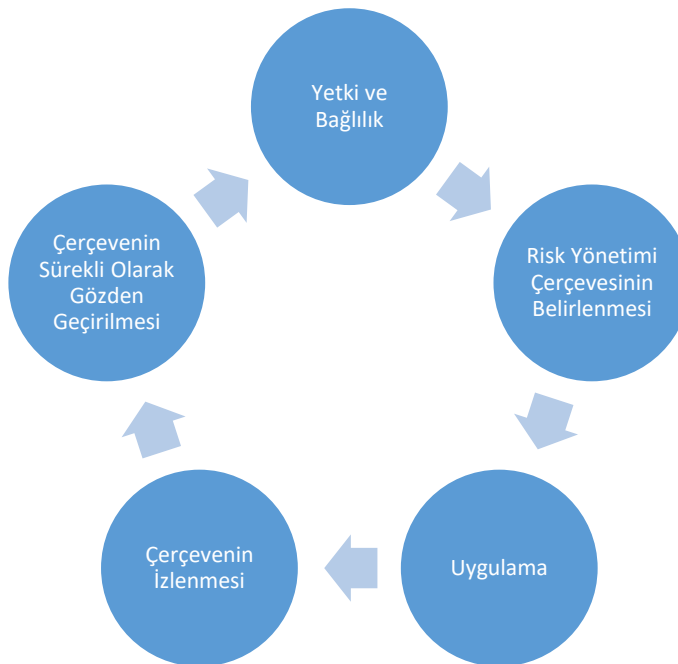 Yetki ve
Bağlılık
Risk Yönetimi
Çerçevesinin
Belirlenmesi
Uygulama
Çerçevenin
İzlenmesi
Çerçevenin
Sürekli Olarak
Gözden
Geçirilmesi